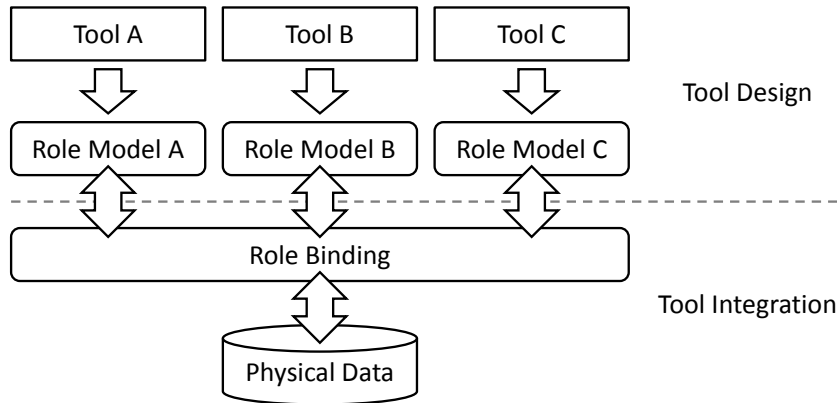 Tool A
Tool B
Tool C
Tool Design
Role Model A
Role Model B
Role Model C
Role Binding
Tool Integration
Physical Data